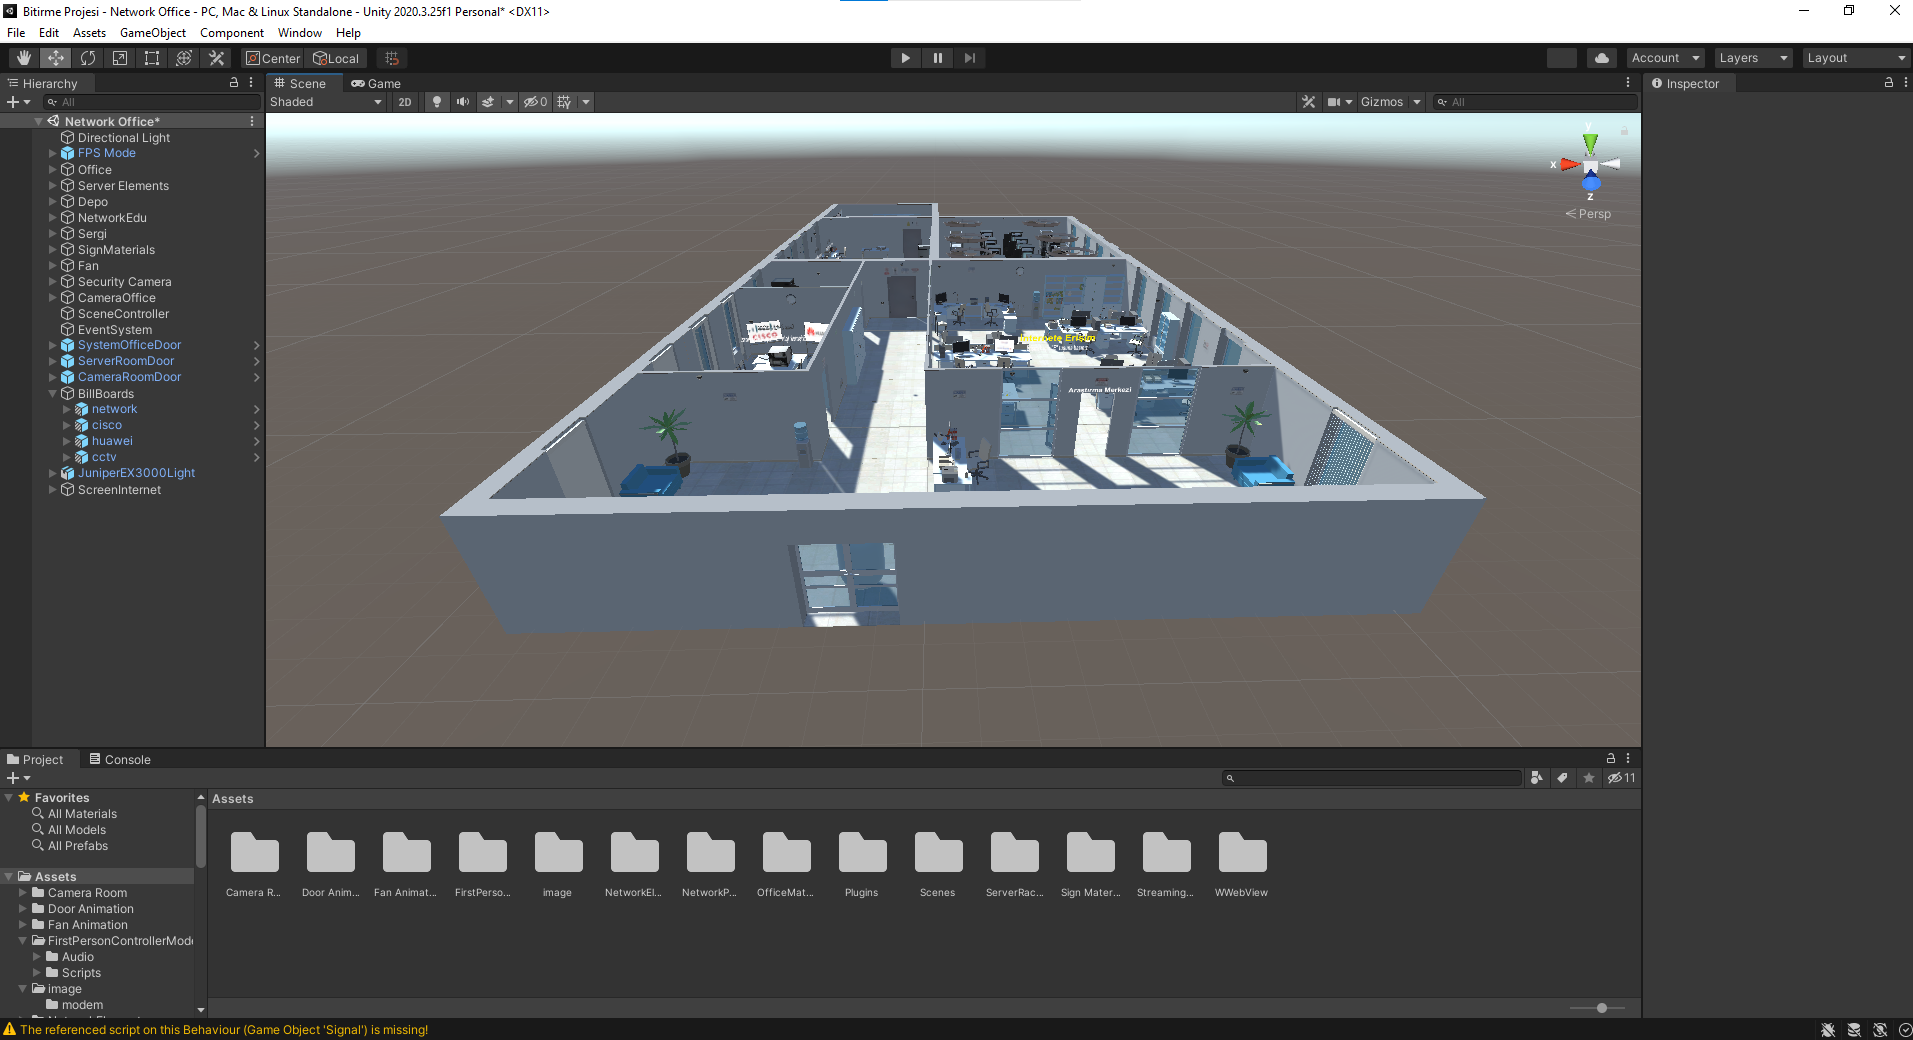 Bitirme Projesi - Network Office - PC, Mac & Linux Standalone - Unity 2020.3.25f1 Personal* <DX11>
File Edit Assets GameObject Component Window Help
Center Local
Account Layers Layout
Hierarchy
All
Network Office*
Directional Light
FPS Mode
Office
Server Elements
Depo
NetworkEdu
Sergi
SignMaterials
Fan
Security Camera
CameraOffice
SceneController
EventSystem
SystemOfficeDoor
ServerRoomDoor
CameraRoomDoor
BillBoards
network
cisco
huawei
cctv
JuniperEX3000Light
ScreenInternet
Scene Game
Shaded 2D 0 Gizmos All
y
x
z
Persp
CISCO
Erişim
Araştırma Merkezi
Inspector
Project Console
11
Favorites
All Materials
All Models
All Prefabs
Assets
Camera Room
Door Animation
Fan Animation
FirstPersonControllerMod
Audio
Scripts
image
modem
Assets
Camera R... Door Anim... Fan Animat... FirstPerso... image NetworkEl... NetworkP... OfficeMat... Plugins Scenes ServerRac... Sign Mater... Streaming... WWebView
The referenced script on this Behaviour (Game Object 'Signal') is missing!